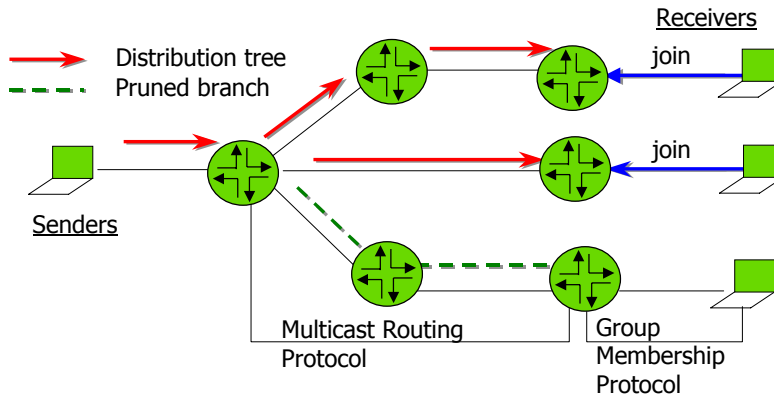 Receivers
Distribution tree
Pruned branch
join
join
Senders
Multicast Routing
Protocol
Group
Membership
Protocol